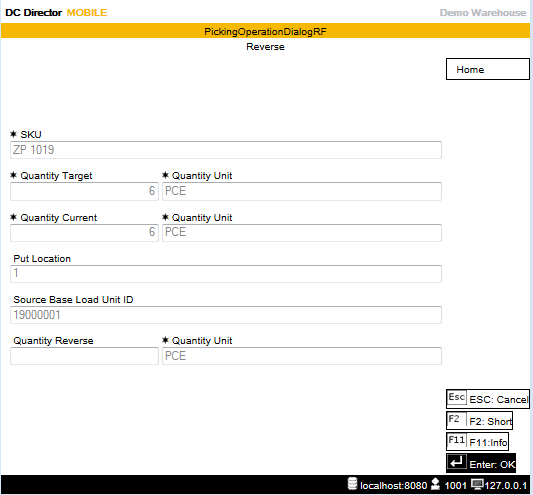 DC Director MOBILE Demo Warehouse
PickingOperationDialogRF
Reverse
Home
✶ SKU
ZP 1019
✶ Quantity Target ✶ Quantity Unit
6 PCE
✶ Quantity Current ✶ Quantity Unit
6 PCE
Put Location
1
Source Base Load Unit ID
19000001
Quantity Reverse ✶ Quantity Unit
PCE
Esc ESC: Cancel
F2 F2: Short
F11 F11:Info
Enter: OK
localhost:8080 1001 127.0.0.1